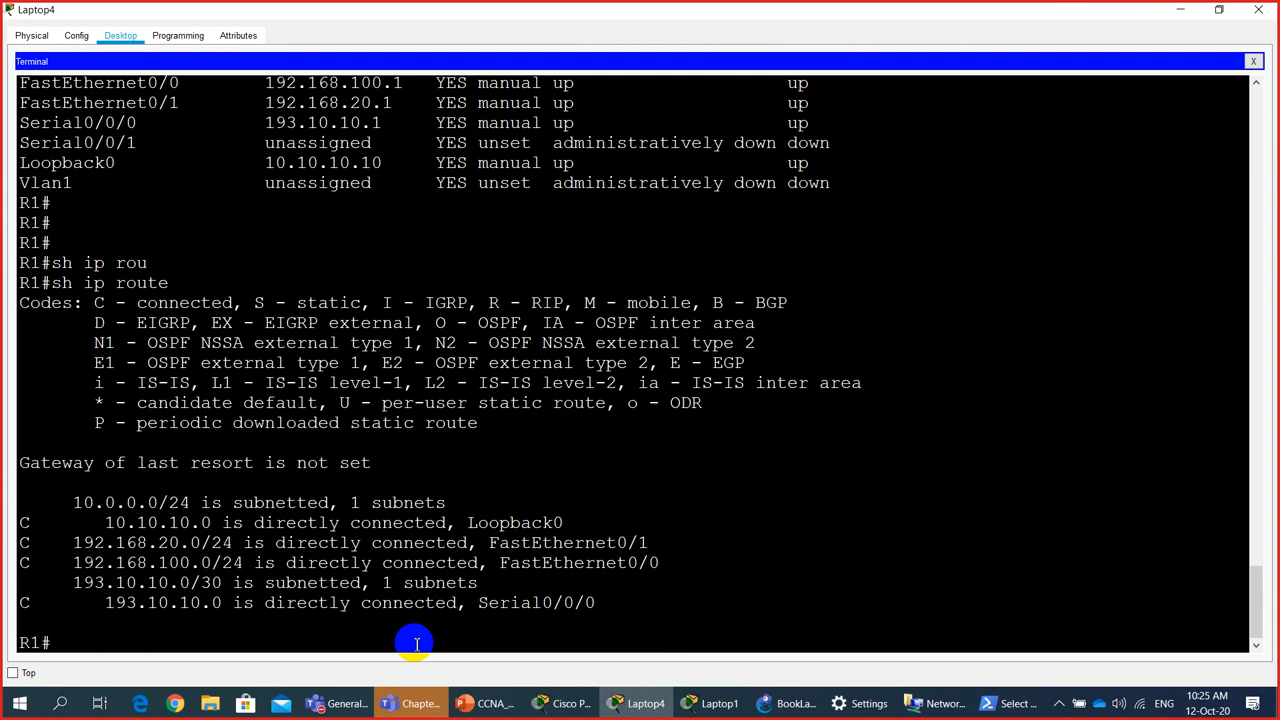 Laptop4
Physical Config Desktop Programming Attributes
Terminal X
FastEthernet0/0 192.168.100.1 YES manual up up
FastEthernet0/1 192.168.20.1 YES manual up up
Serial0/0/0 193.10.10.1 YES manual up up
Serial0/0/1 unassigned YES unset administratively down down
Loopback0 10.10.10.10 YES manual up up
Vlan1 unassigned YES unset administratively down down
R1#
R1#
R1#
R1#sh ip rou
R1#sh ip route
Codes: C - connected, S - static, I - IGRP, R - RIP, M - mobile, B - BGP
D - EIGRP, EX - EIGRP external, O - OSPF, IA - OSPF inter area
N1 - OSPF NSSA external type 1, N2 - OSPF NSSA external type 2
E1 - OSPF external type 1, E2 - OSPF external type 2, E - EGP
i - IS-IS, L1 - IS-IS level-1, L2 - IS-IS level-2, ia - IS-IS inter area
* - candidate default, U - per-user static route, o - ODR
P - periodic downloaded static route
Gateway of last resort is not set
10.0.0.0/24 is subnetted, 1 subnets
C 10.10.10.0 is directly connected, Loopback0
C 192.168.20.0/24 is directly connected, FastEthernet0/1
C 192.168.100.0/24 is directly connected, FastEthernet0/0
193.10.10.0/30 is subnetted, 1 subnets
C 193.10.10.0 is directly connected, Serial0/0/0
R1#
Top
General... Chapte... CCNA_... Cisco P... Laptop4 Laptop1 BookLa... Settings Networ... Select ... ENG 10:25 AM
12-Oct-20